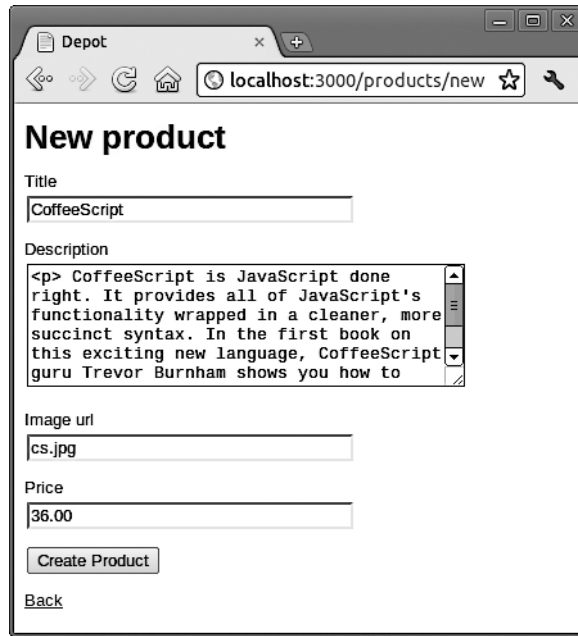 Depot
localhost:3000/products/new
New product
Title
CoffeeScript
Description
<p> CoffeeScript is JavaScript done
right. It provides all of JavaScript's
functionality wrapped in a cleaner, more
succinct syntax. In the first book on
this exciting new language, CoffeeScript
guru Trevor Burnham shows you how to
Image url
cs.jpg
Price
36.00
Create Product
Back